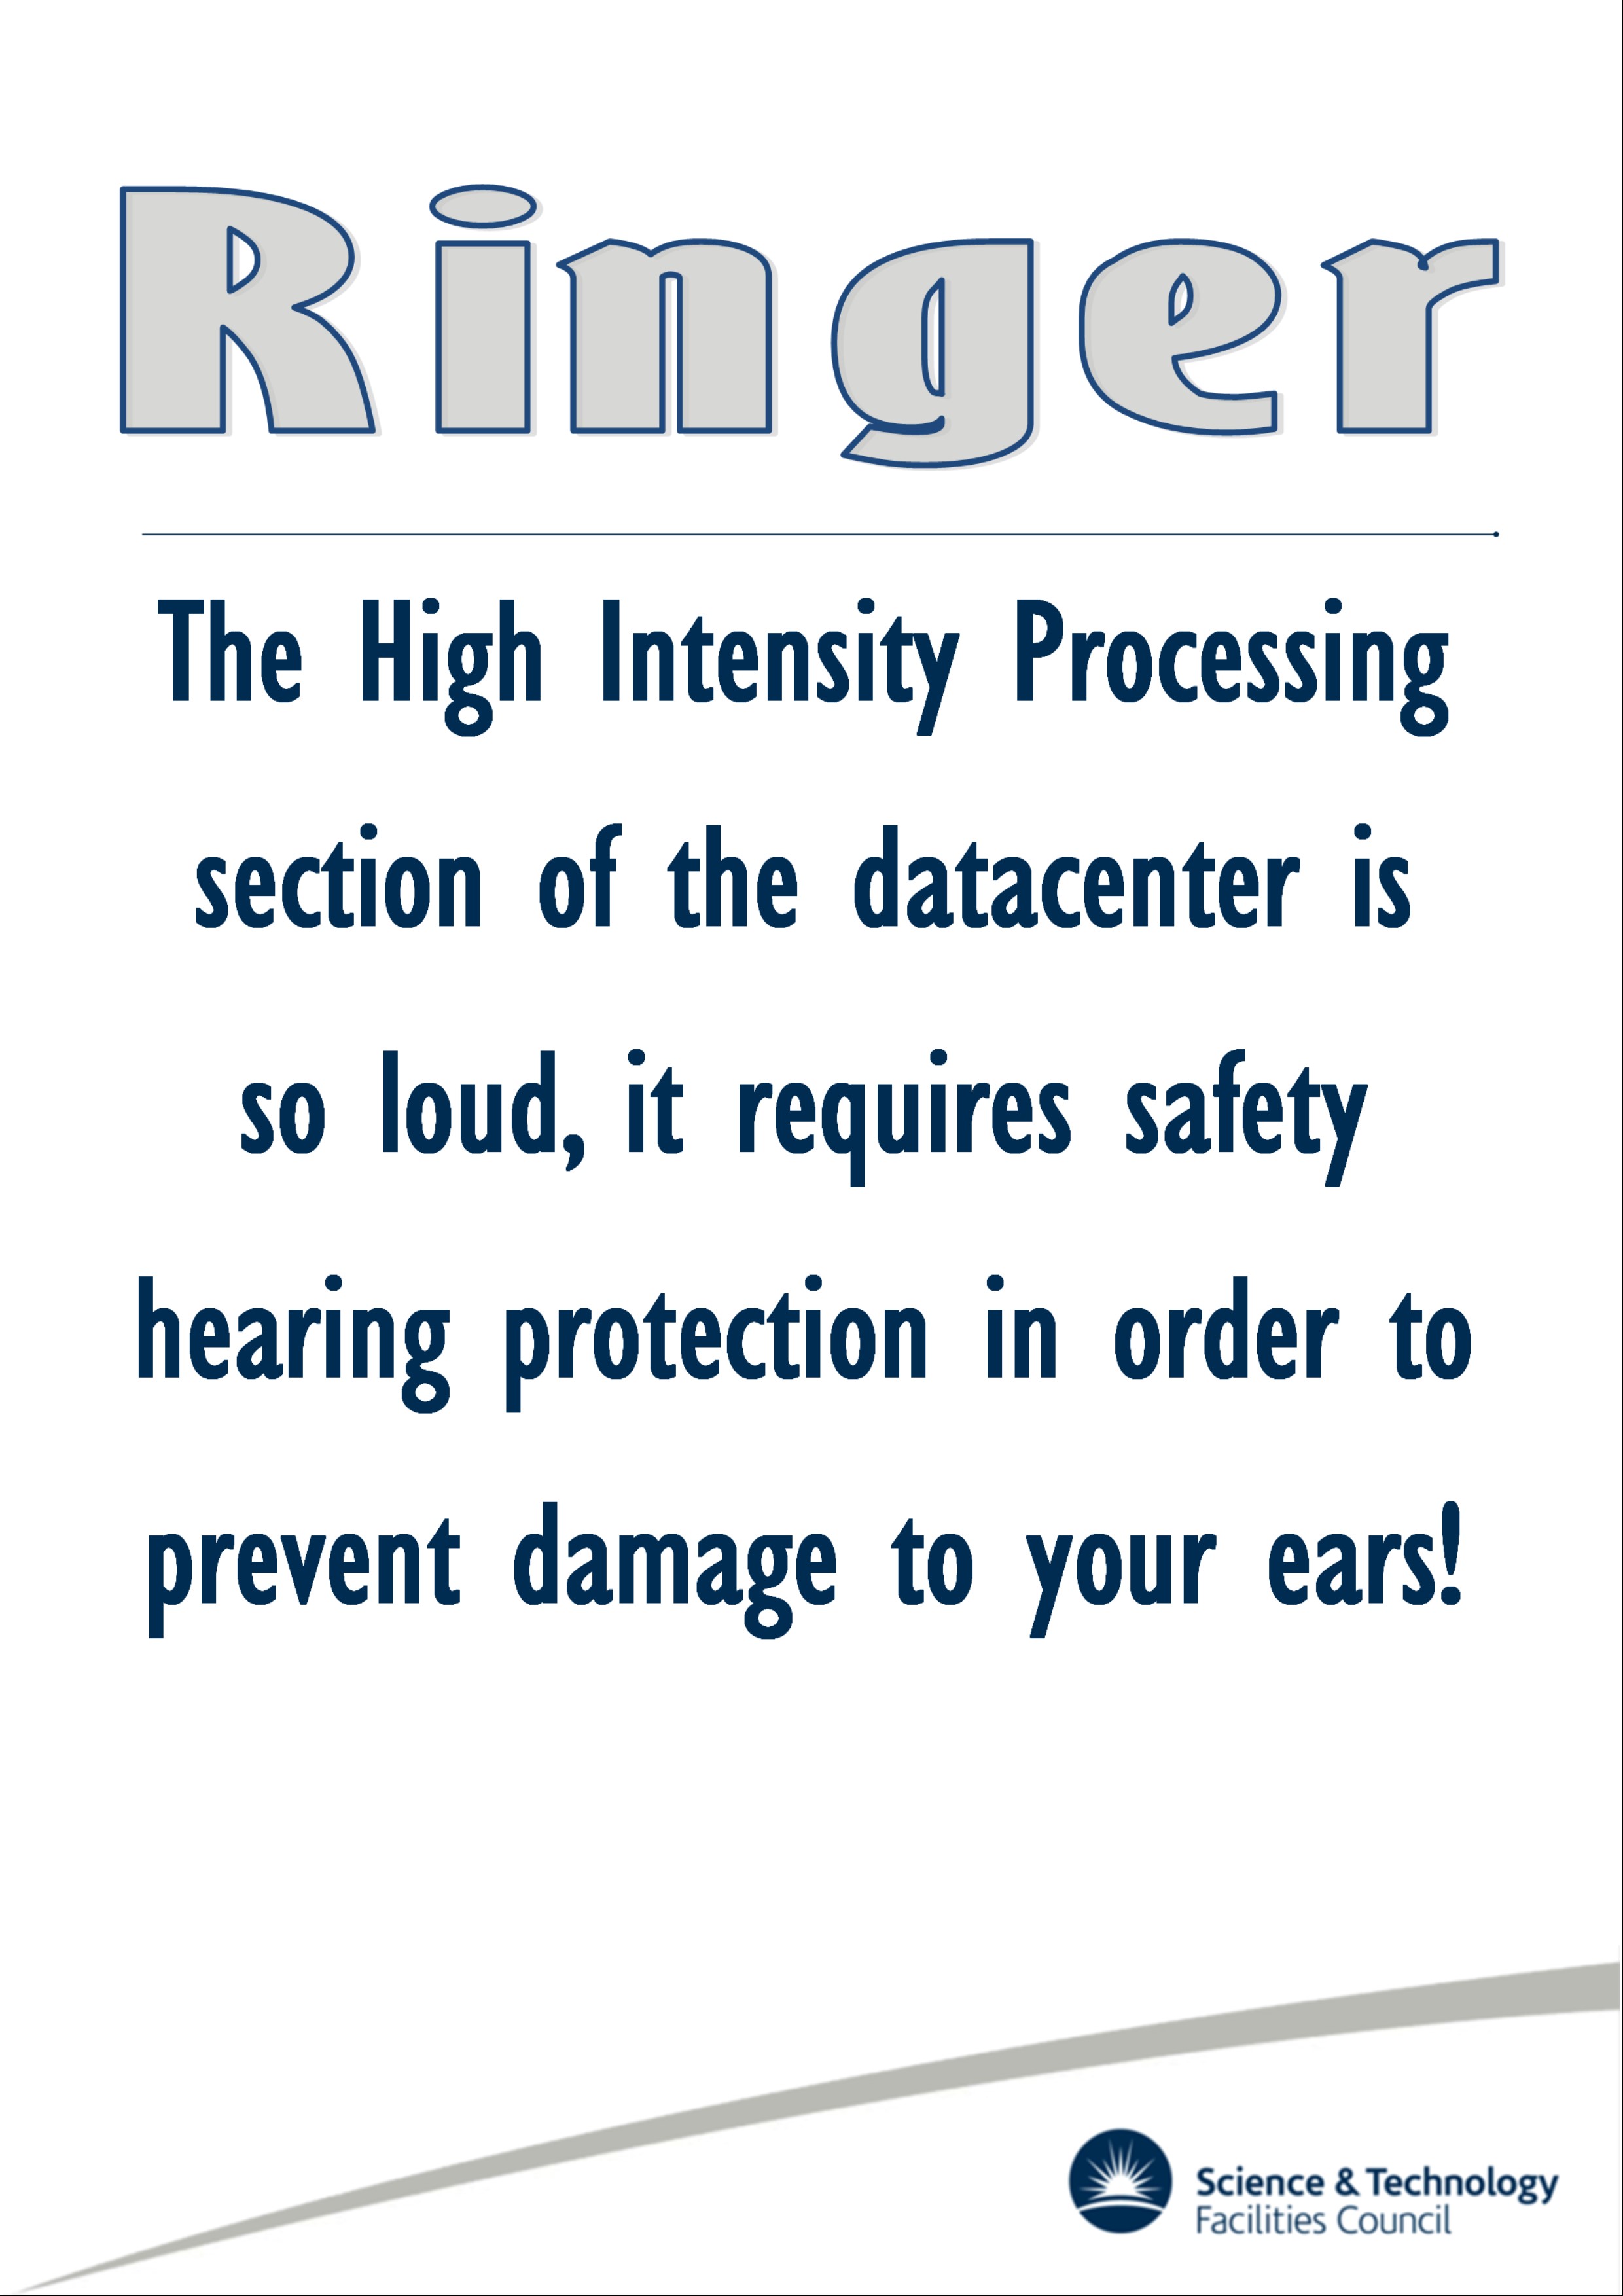 Ringer
The High Intensity Processing
section of the datacenter is
so loud, it requires safety
hearing protection in order to
prevent damage to your ears!
Science & Technology
Facilities Council